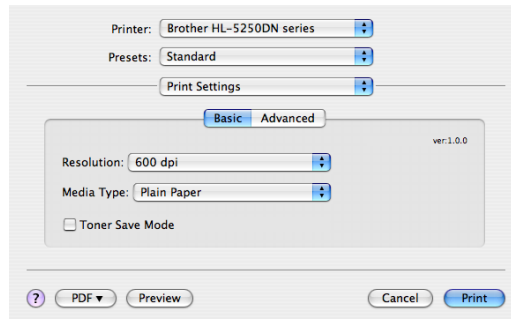 Printer: Brother HL-5250DN series
Presets: Standard
Print Settings
Basic Advanced
ver:1.0.0
Resolution: 600 dpi
Media Type: Plain Paper
Toner Save Mode
? PDF ▼ Preview Cancel Print